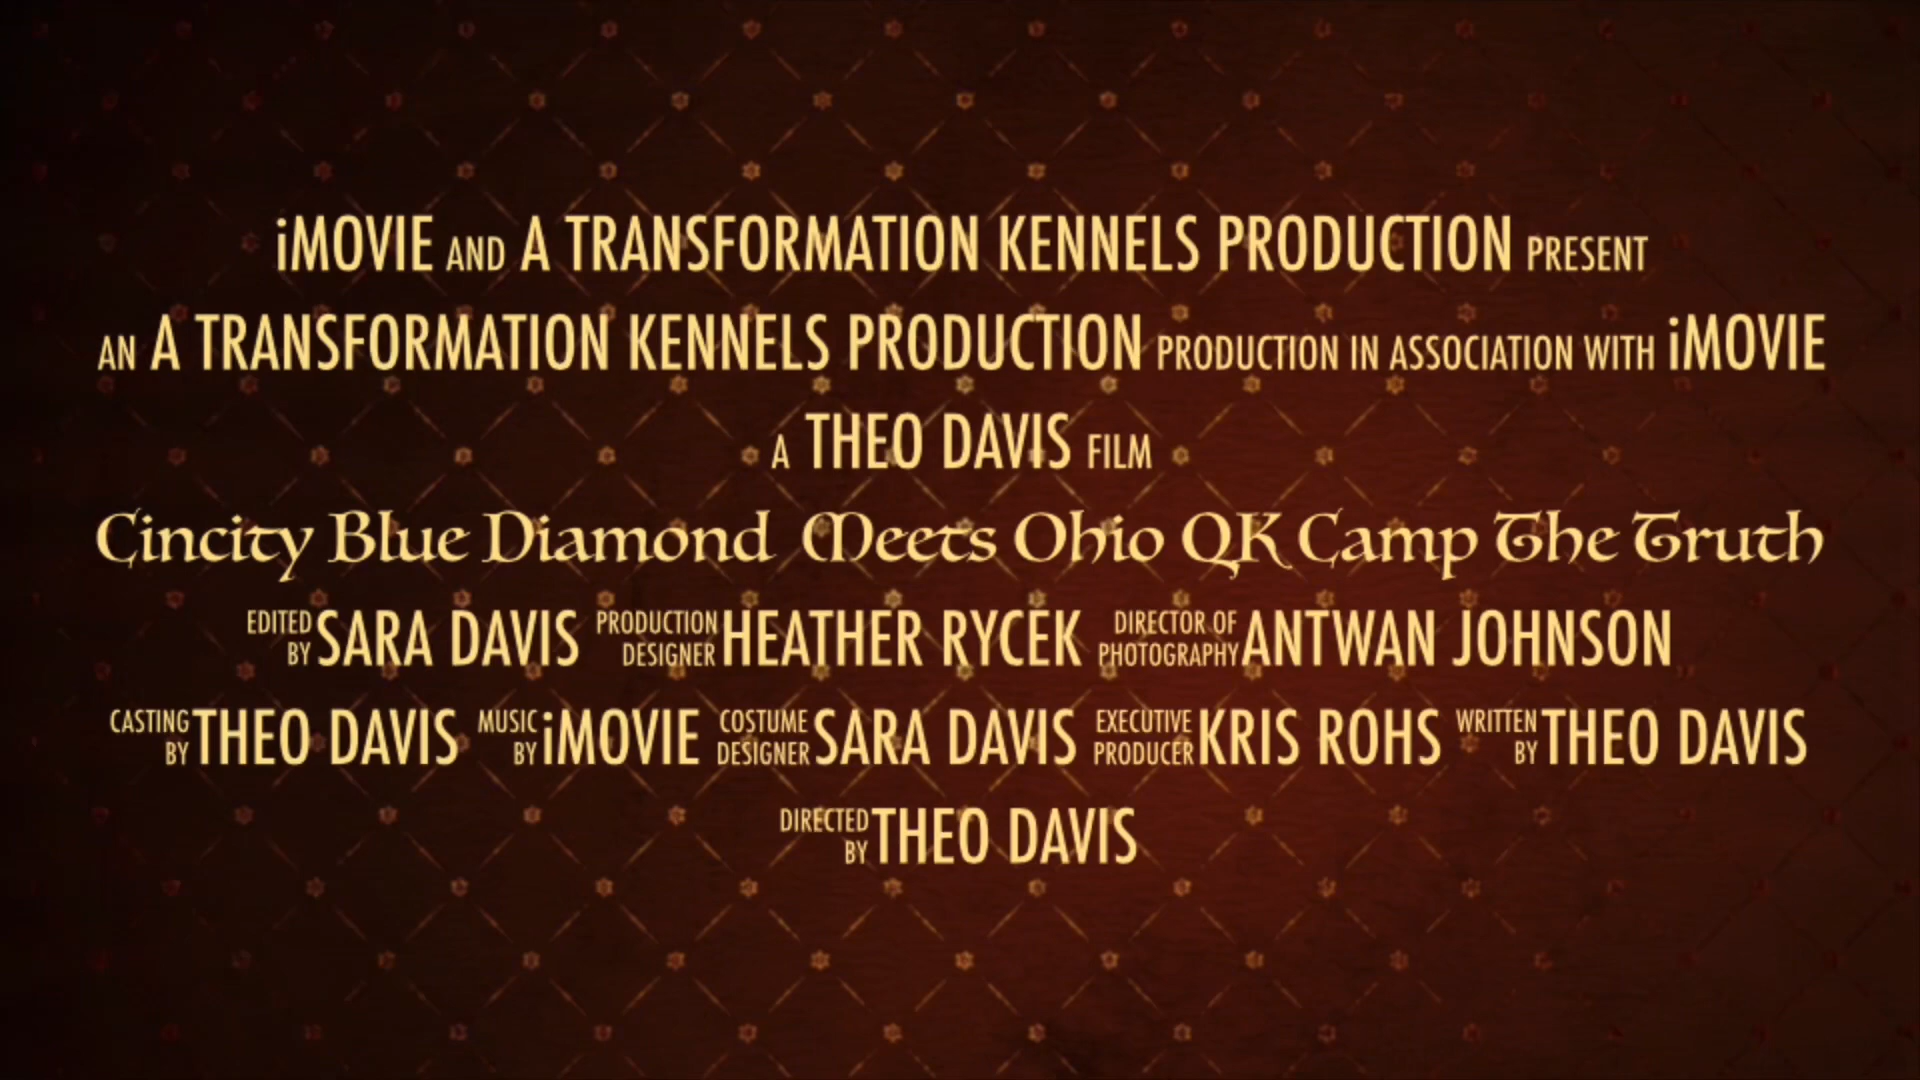 iMOVIE AND A TRANSFORMATION KENNELS PRODUCTION PRESENT
AN A TRANSFORMATION KENNELS PRODUCTION PRODUCTION IN ASSOCIATION WITH iMOVIE
A THEO DAVIS FILM
Cincity Blue Diamond Meets Ohio QK Camp The Truth
EDITED BY SARA DAVIS PRODUCTION DESIGNER HEATHER RYCEK DIRECTOR OF PHOTOGRAPHY ANTWAN JOHNSON
CASTING BY THEO DAVIS MUSIC BY iMOVIE COSTUME DESIGNER SARA DAVIS EXECUTIVE PRODUCER KRIS ROHS WRITTEN BY THEO DAVIS
DIRECTED BY THEO DAVIS